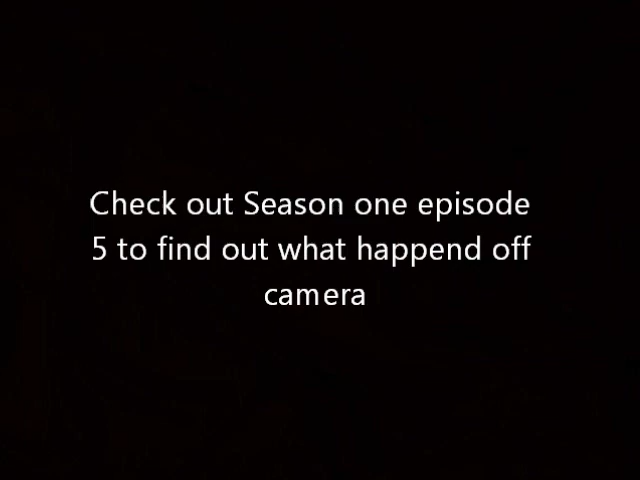 Check out Season one episode
5 to find out what happend off
camera